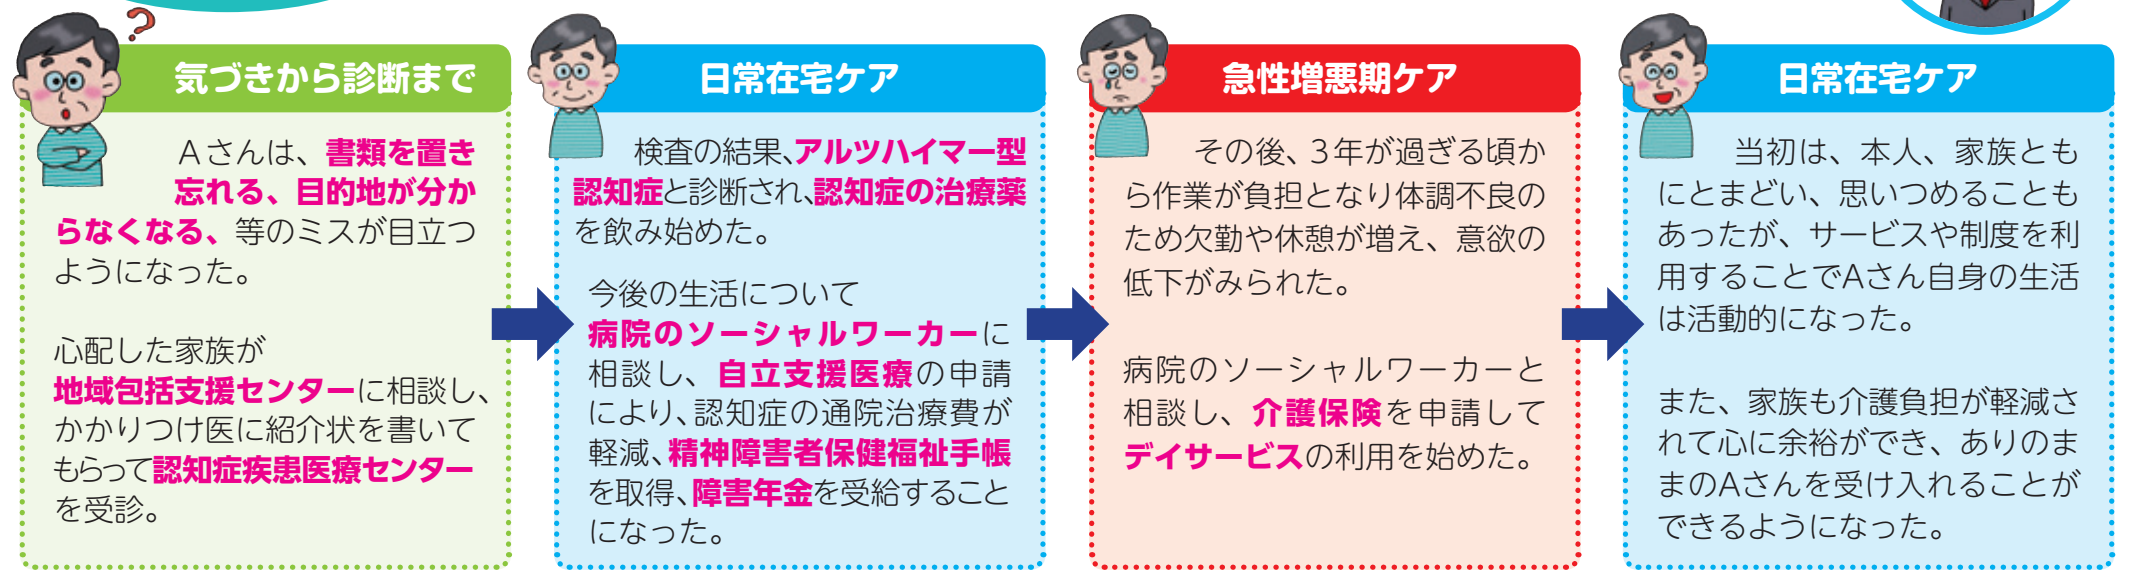 ?
気づきから診断まで
Aさんは、書類を置き
忘れる、目的地が分か
らなくなる、等のミスが目立つ
ようになった。
心配した家族が
地域包括支援センターに相談し、
かかりつけ医に紹介状を書いて
もらって認知症疾患医療センター
を受診。
日常在宅ケア
検査の結果、アルツハイマー型
認知症と診断され、認知症の治療薬
を飲み始めた。
今後の生活について
病院のソーシャルワーカーに
相談し、自立支援医療の申請
により、認知症の通院治療費が
軽減、精神障害者保健福祉手帳
を取得、障害年金を受給すること
になった。
急性増悪期ケア
その後、3年が過ぎる頃か
ら作業が負担となり体調不良の
ため欠勤や休憩が増え、意欲の
低下がみられた。
病院のソーシャルワーカーと
相談し、介護保険を申請して
デイサービスの利用を始めた。
日常在宅ケア
当初は、本人、家族とも
にとまどい、思いつめることも
あったが、サービスや制度を利
用することでAさん自身の生活
は活動的になった。
また、家族も介護負担が軽減さ
れて心に余裕ができ、ありのま
まのAさんを受け入れることが
できるようになった。